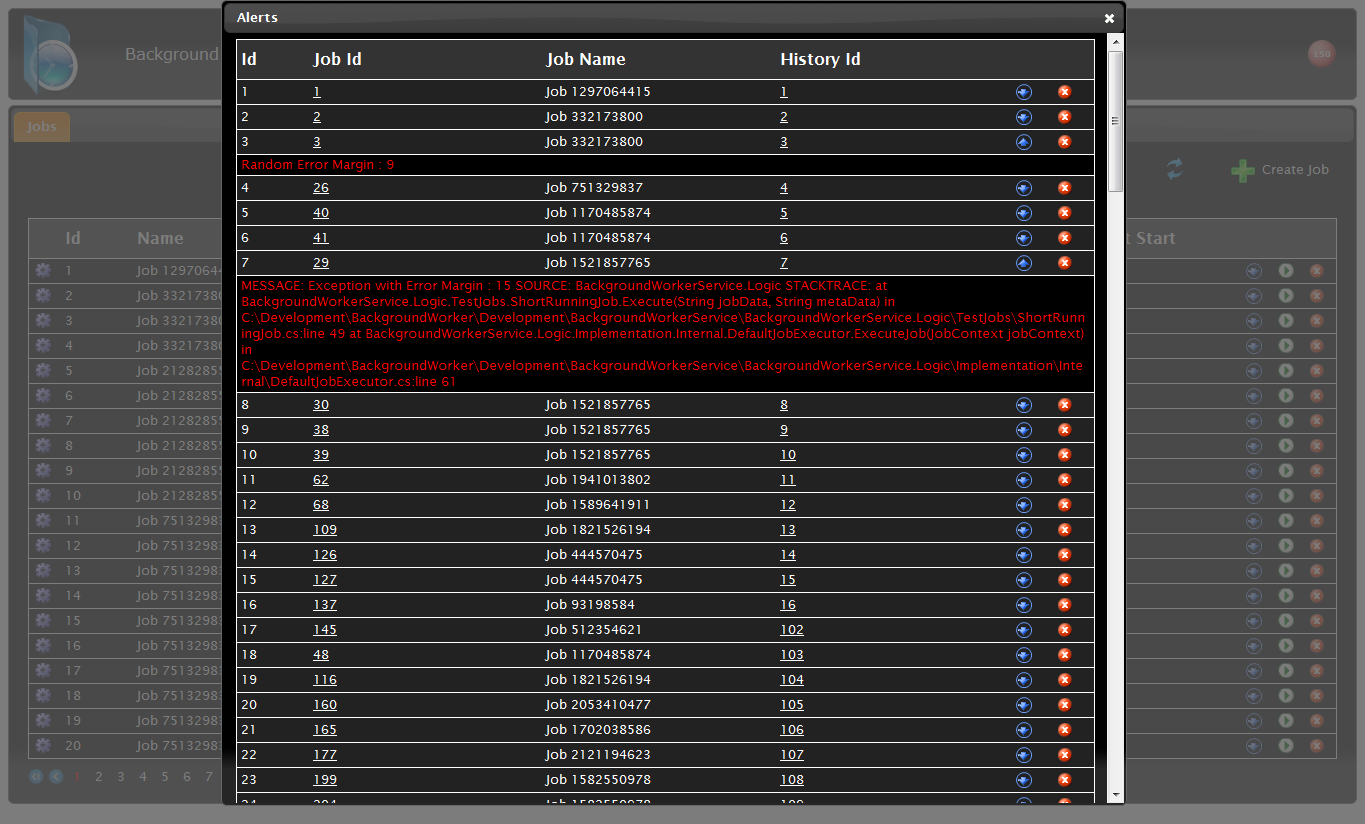 Alerts
Background
150
Jobs
Create Job
Id Name t Start
1 Job 1297064
2 Job 3321738
3 Job 3321738
4 Job 3321738
5 Job 2128285
6 Job 2128285
7 Job 2128285
8 Job 2128285
9 Job 2128285
10 Job 2128285
11 Job 7513298
12 Job 7513298
13 Job 7513298
14 Job 7513298
15 Job 7513298
16 Job 7513298
17 Job 7513298
18 Job 7513298
19 Job 7513298
20 Job 7513298
1 2 3 4 5 6 7
Id Job Id Job Name History Id
1 1 Job 1297064415 1
2 2 Job 332173800 2
3 3 Job 332173800 3
Random Error Margin : 9
4 26 Job 751329837 4
5 40 Job 1170485874 5
6 41 Job 1170485874 6
7 29 Job 1521857765 7
MESSAGE: Exception with Error Margin : 15 SOURCE: BackgroundWorkerService.Logic STACKTRACE: at
BackgroundWorkerService.Logic.TestJobs.ShortRunningJob.Execute(String jobData, String metaData) in
C:\Development\BackgroundWorker\Development\BackgroundWorkerService\BackgroundWorkerService.Logic\TestJobs\ShortRunn
ingJob.cs:line 49 at BackgroundWorkerService.Logic.Implementation.Internal.DefaultJobExecutor.ExecuteJob(JobContext jobContext)
in
C:\Development\BackgroundWorker\Development\BackgroundWorkerService\BackgroundWorkerService.Logic\Implementation\Inte
rnal\DefaultJobExecutor.cs:line 61
8 30 Job 1521857765 8
9 38 Job 1521857765 9
10 39 Job 1521857765 10
11 62 Job 1941013802 11
12 68 Job 1589641911 12
13 109 Job 1821526194 13
14 126 Job 444570475 14
15 127 Job 444570475 15
16 137 Job 93198584 16
17 145 Job 512354621 102
18 48 Job 1170485874 103
19 116 Job 1821526194 104
20 160 Job 2053410477 105
21 165 Job 1702038586 106
22 177 Job 2121194623 107
23 199 Job 1582550978 108